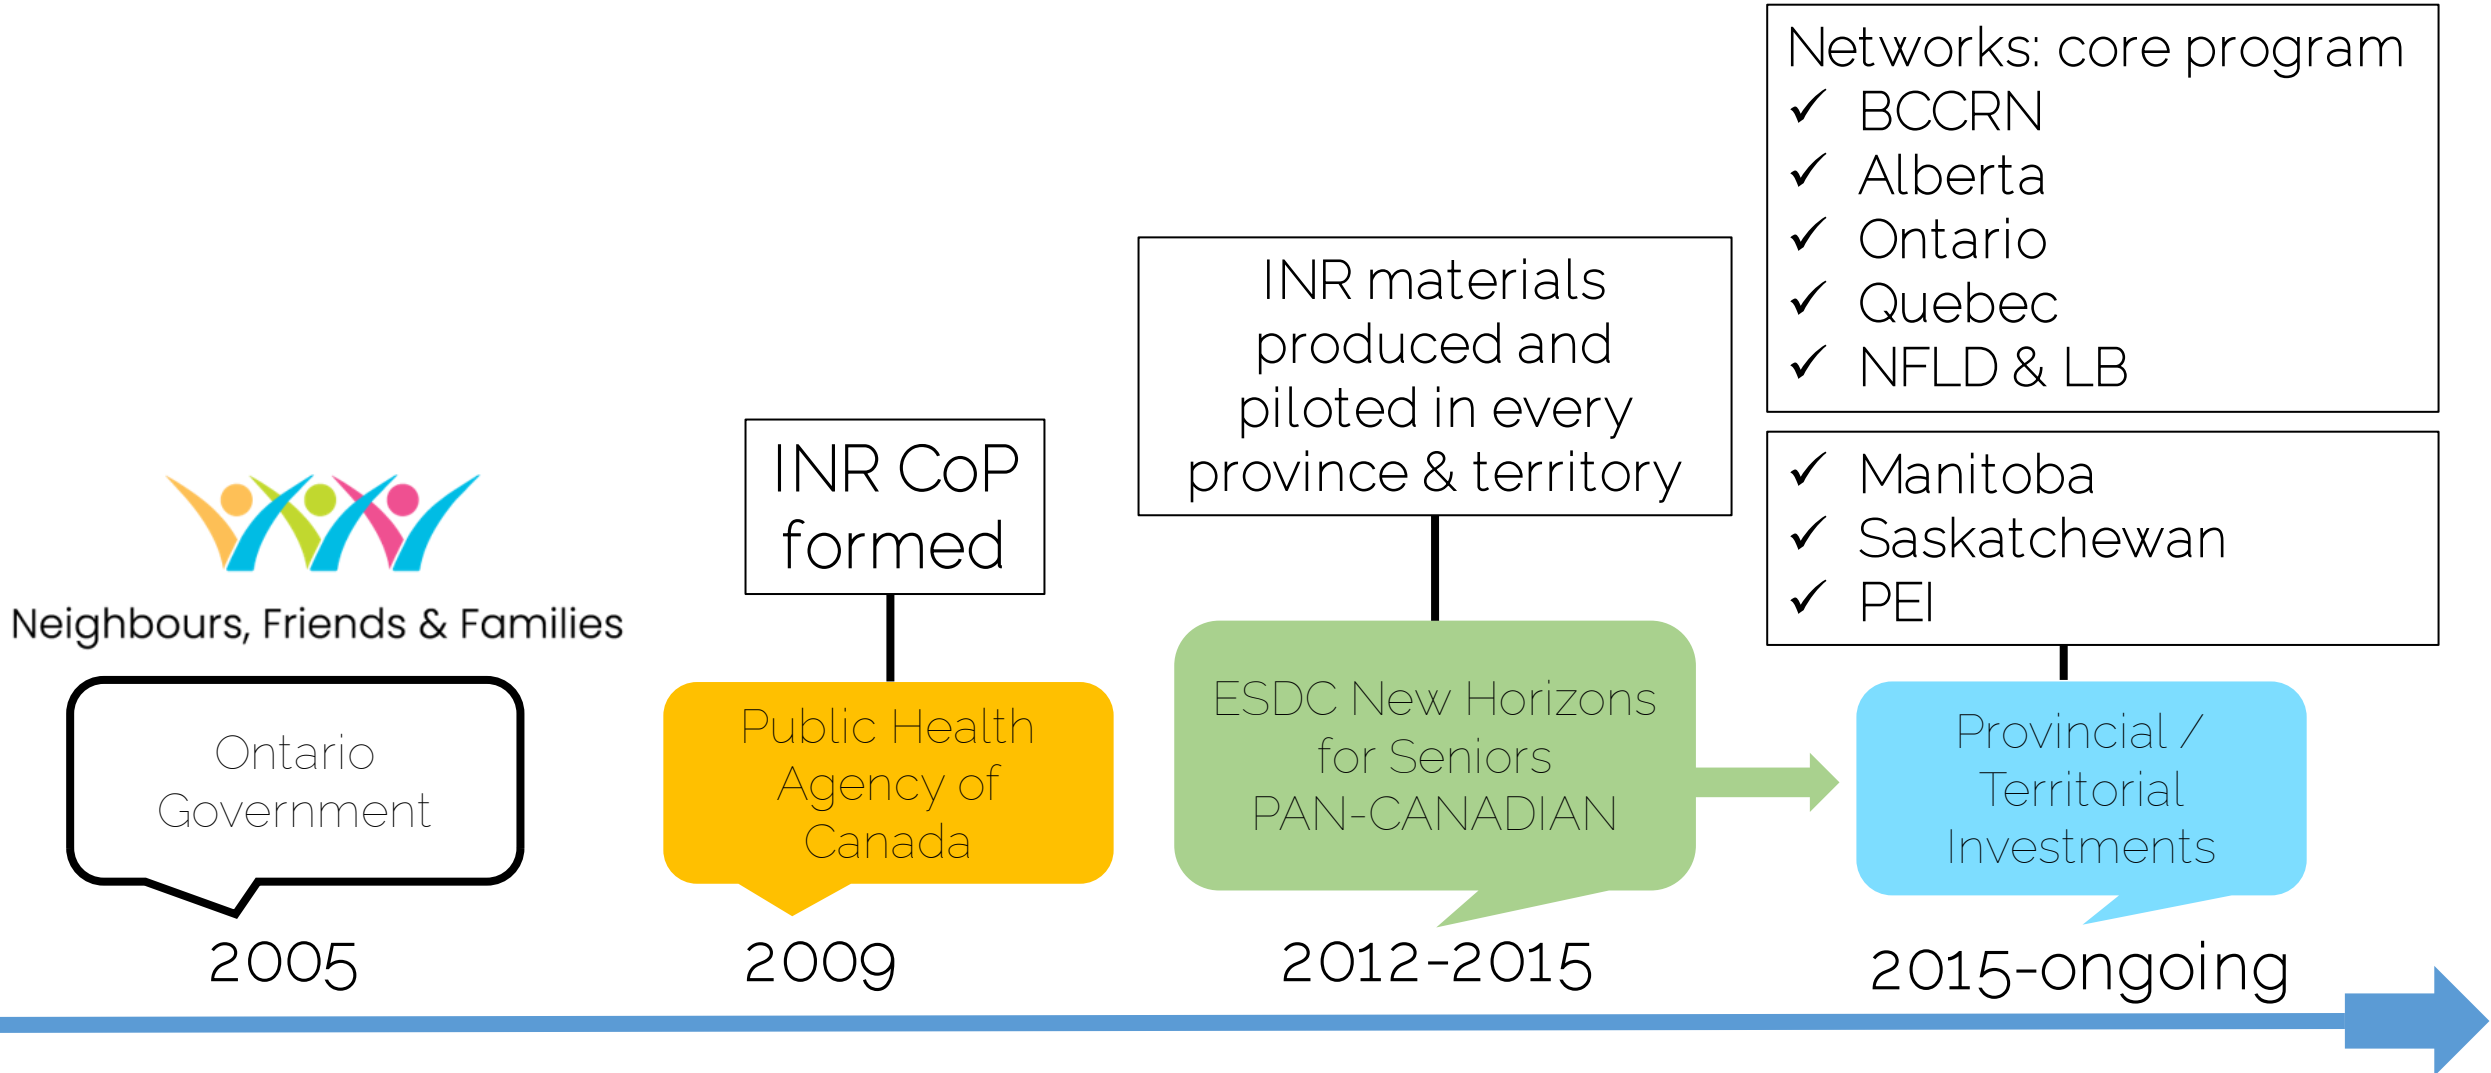 Neighbours, Friends & Families
Ontario
Government
2005
INR CoP
formed
Public Health
Agency of
Canada
2009
INR materials
produced and
piloted in every
province & territory
ESDC New Horizons
for Seniors
PAN-CANADIAN
2012-2015
Networks: core program
✓ BCCRN
✓ Alberta
✓ Ontario
✓ Quebec
✓ NFLD & LB
✓ Manitoba
✓ Saskatchewan
✓ PEI
Provincial /
Territorial
Investments
2015-ongoing